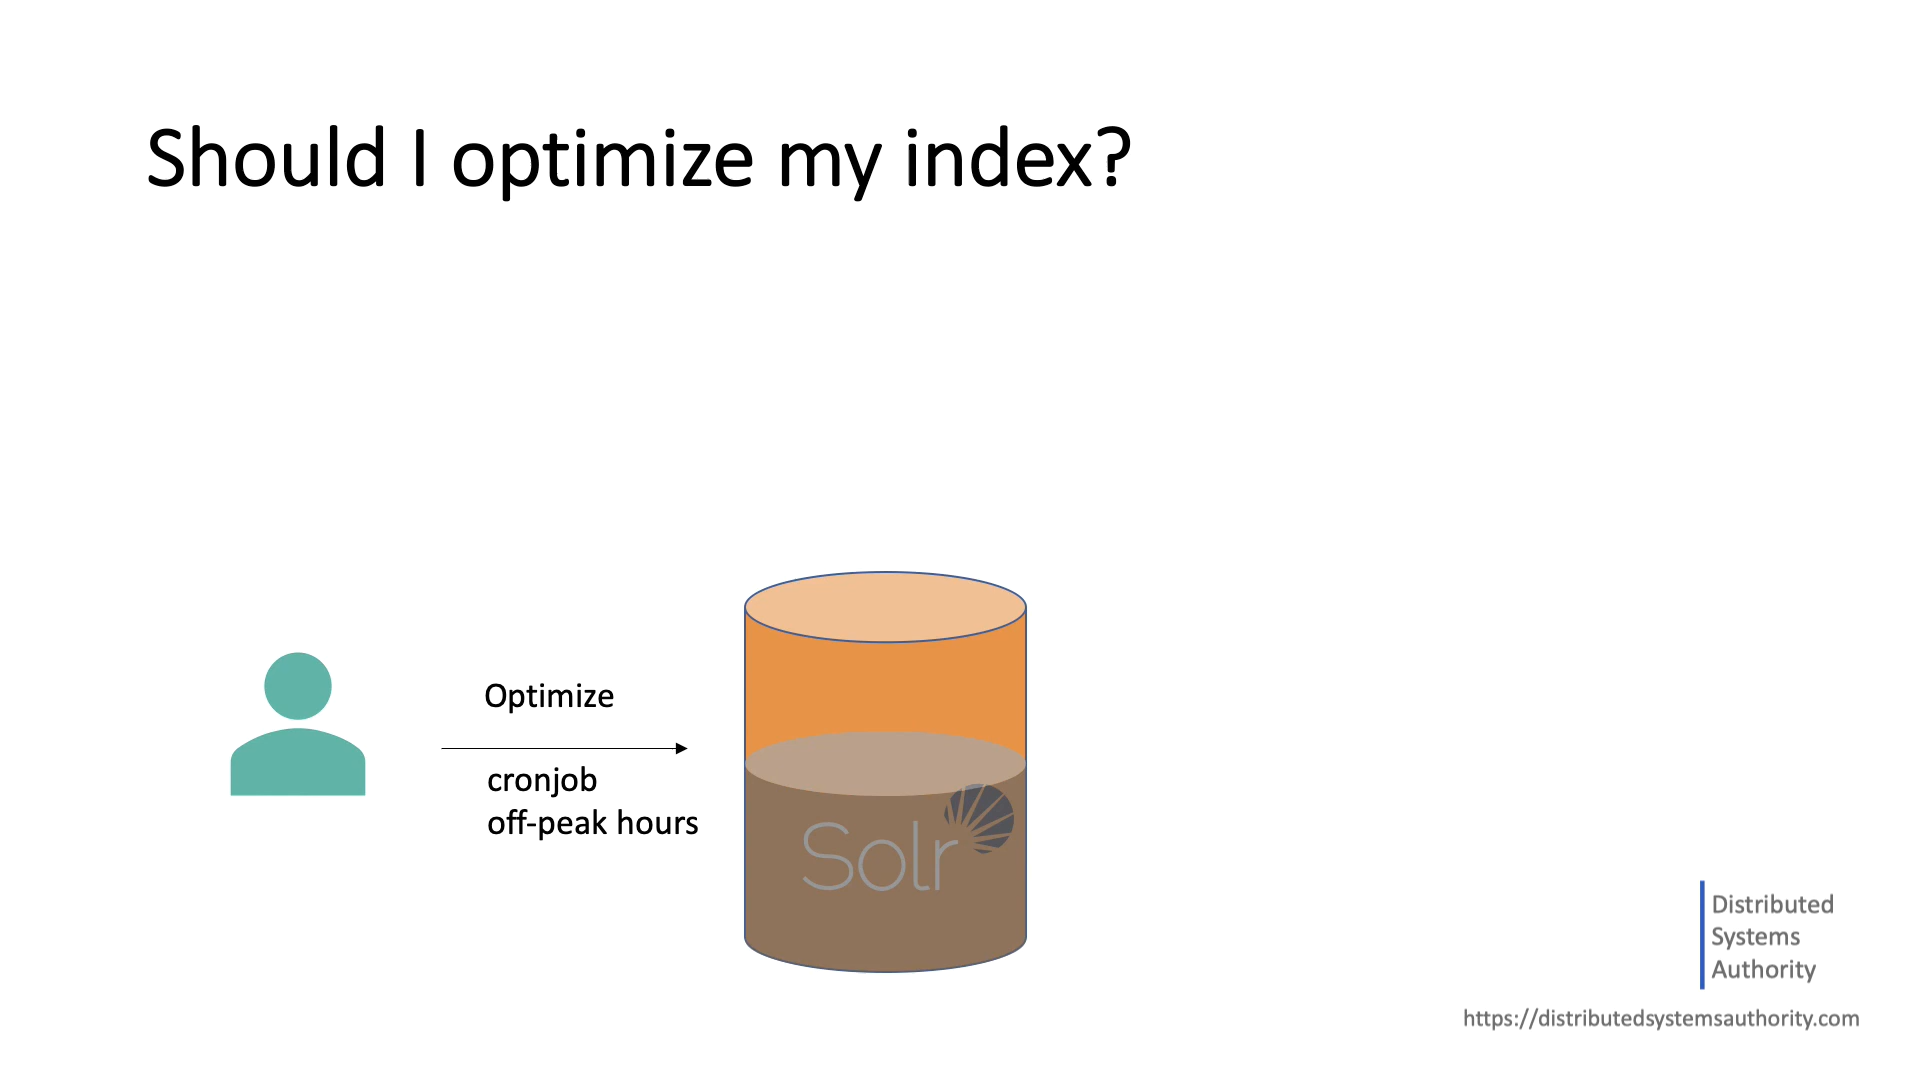 Should I optimize my index?
Optimize
cronjob
off-peak hours
Solr
Distributed
Systems
Authority
https://distributedsystemsauthority.com